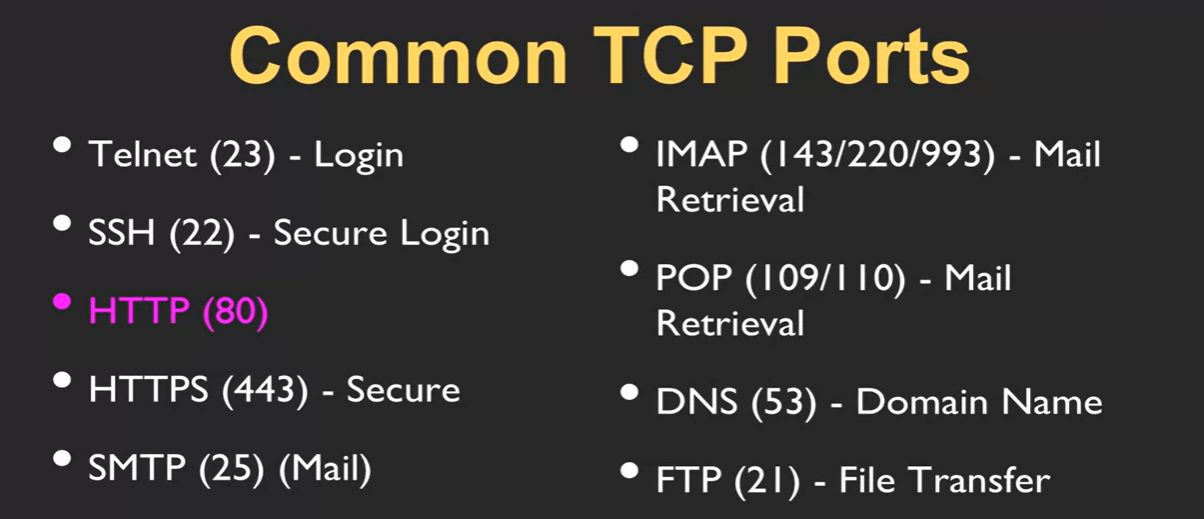 Common TCP Ports
• Telnet (23) - Login
• SSH (22) - Secure Login
• HTTP (80)
• HTTPS (443) - Secure
• SMTP (25) (Mail)
• IMAP (143/220/993) - Mail
Retrieval
• POP (109/110) - Mail
Retrieval
• DNS (53) - Domain Name
• FTP (21) - File Transfer